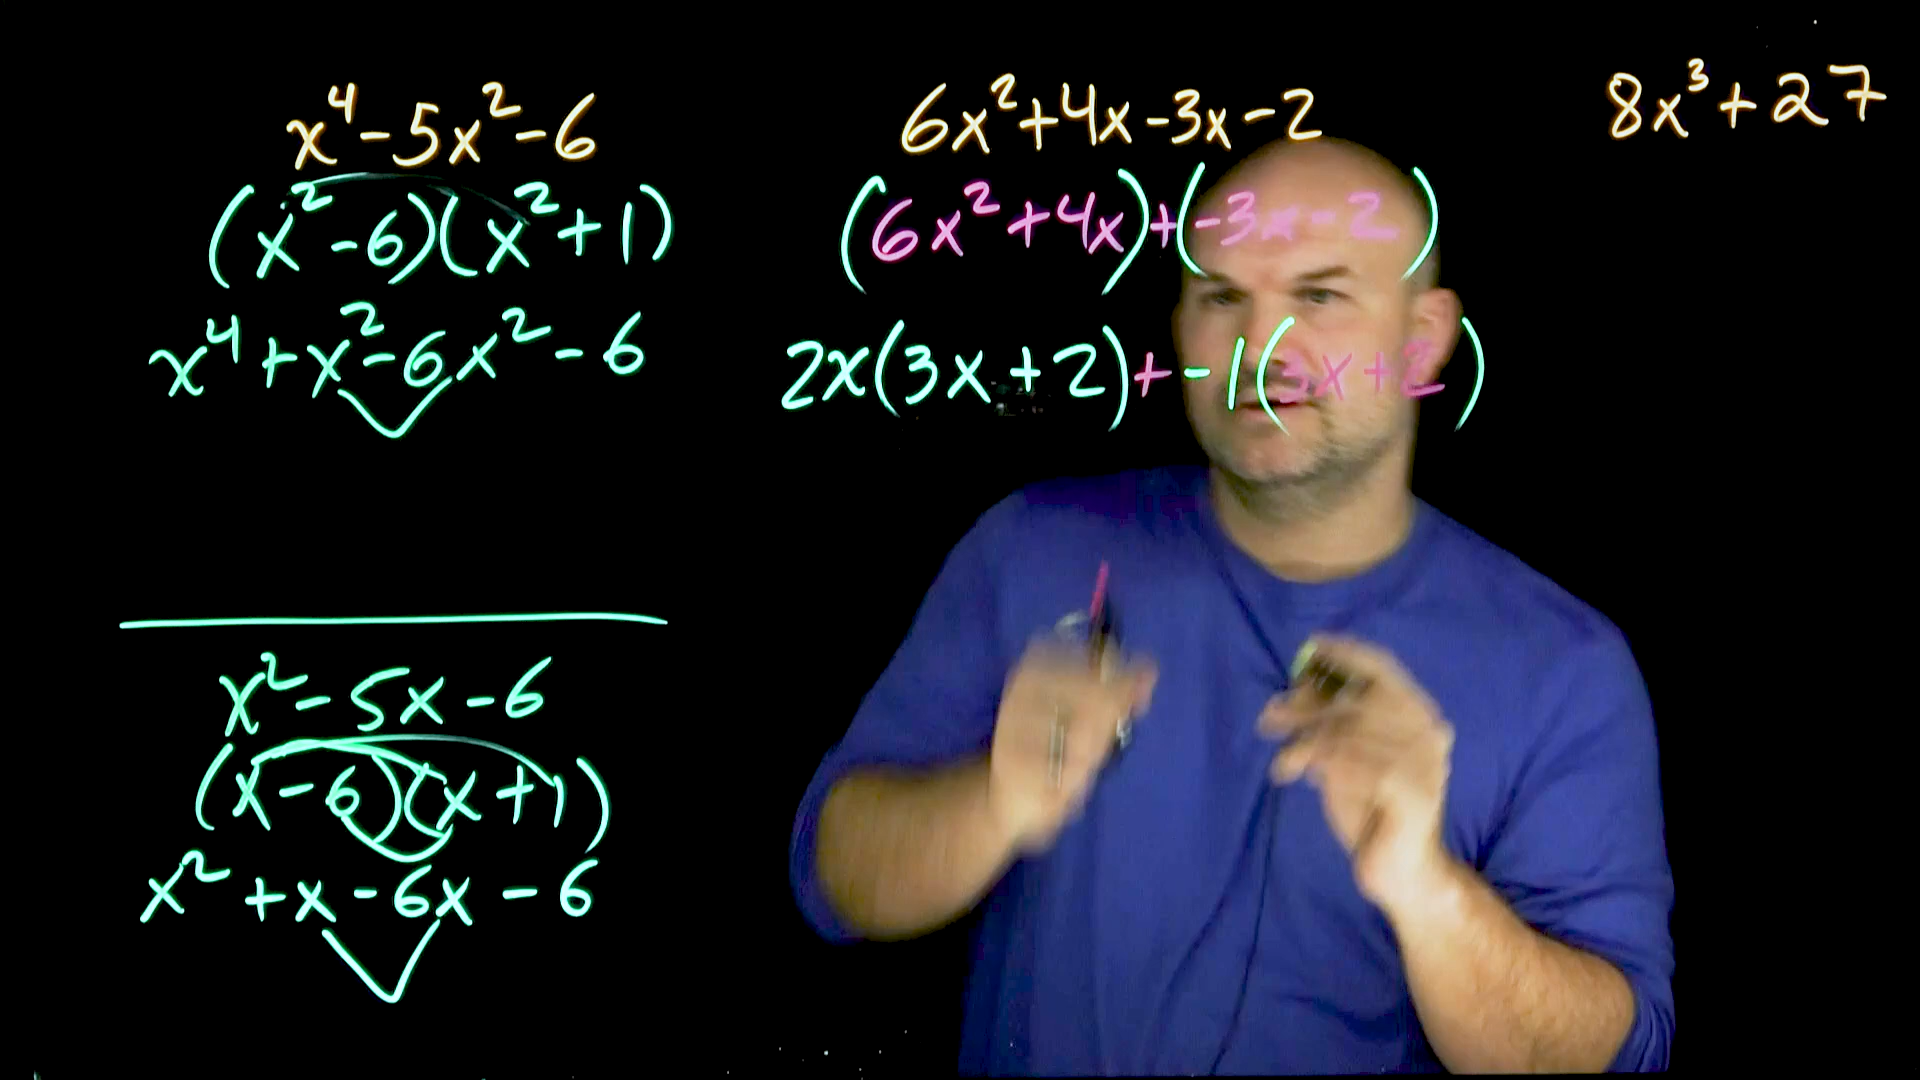 x⁴-5x²-6
(x²-6)(x²+1)
x⁴+x²-6x²-6
x²-5x-6
(x-6)(x+1)
x²+x-6x-6
6x²+4x-3x-2
(6x²+4x)+(-3x-2)
2x(3x+2)+-1(3x+2)
8x³+27